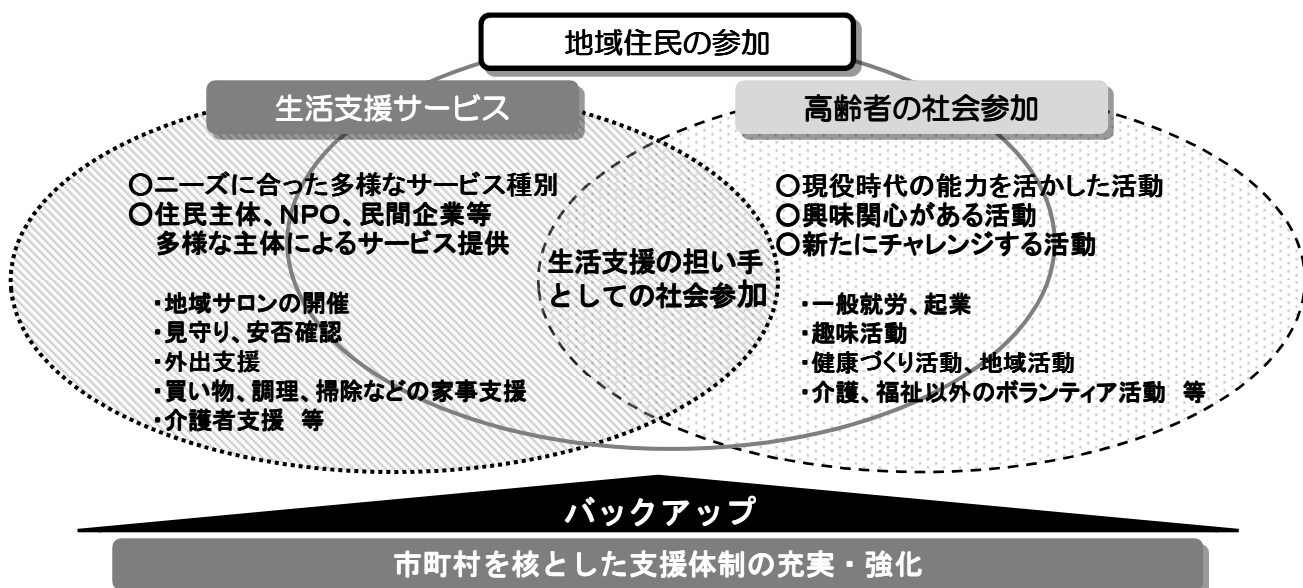 地域住民の参加
生活支援サービス
〇ニーズに合った多様なサービス種別
〇住民主体、NPO、民間企業等
多様な主体によるサービス提供
・地域サロンの開催
・見守り、安否確認
・外出支援
・買い物、調理、掃除などの家事支援
・介護者支援 等
生活支援の担い手
としての社会参加
高齢者の社会参加
〇現役時代の能力を活かした活動
〇興味関心がある活動
〇新たにチャレンジする活動
・一般就労、起業
・趣味活動
・健康づくり活動、地域活動
・介護、福祉以外のボランティア活動 等
バックアップ
市町村を核とした支援体制の充実・強化